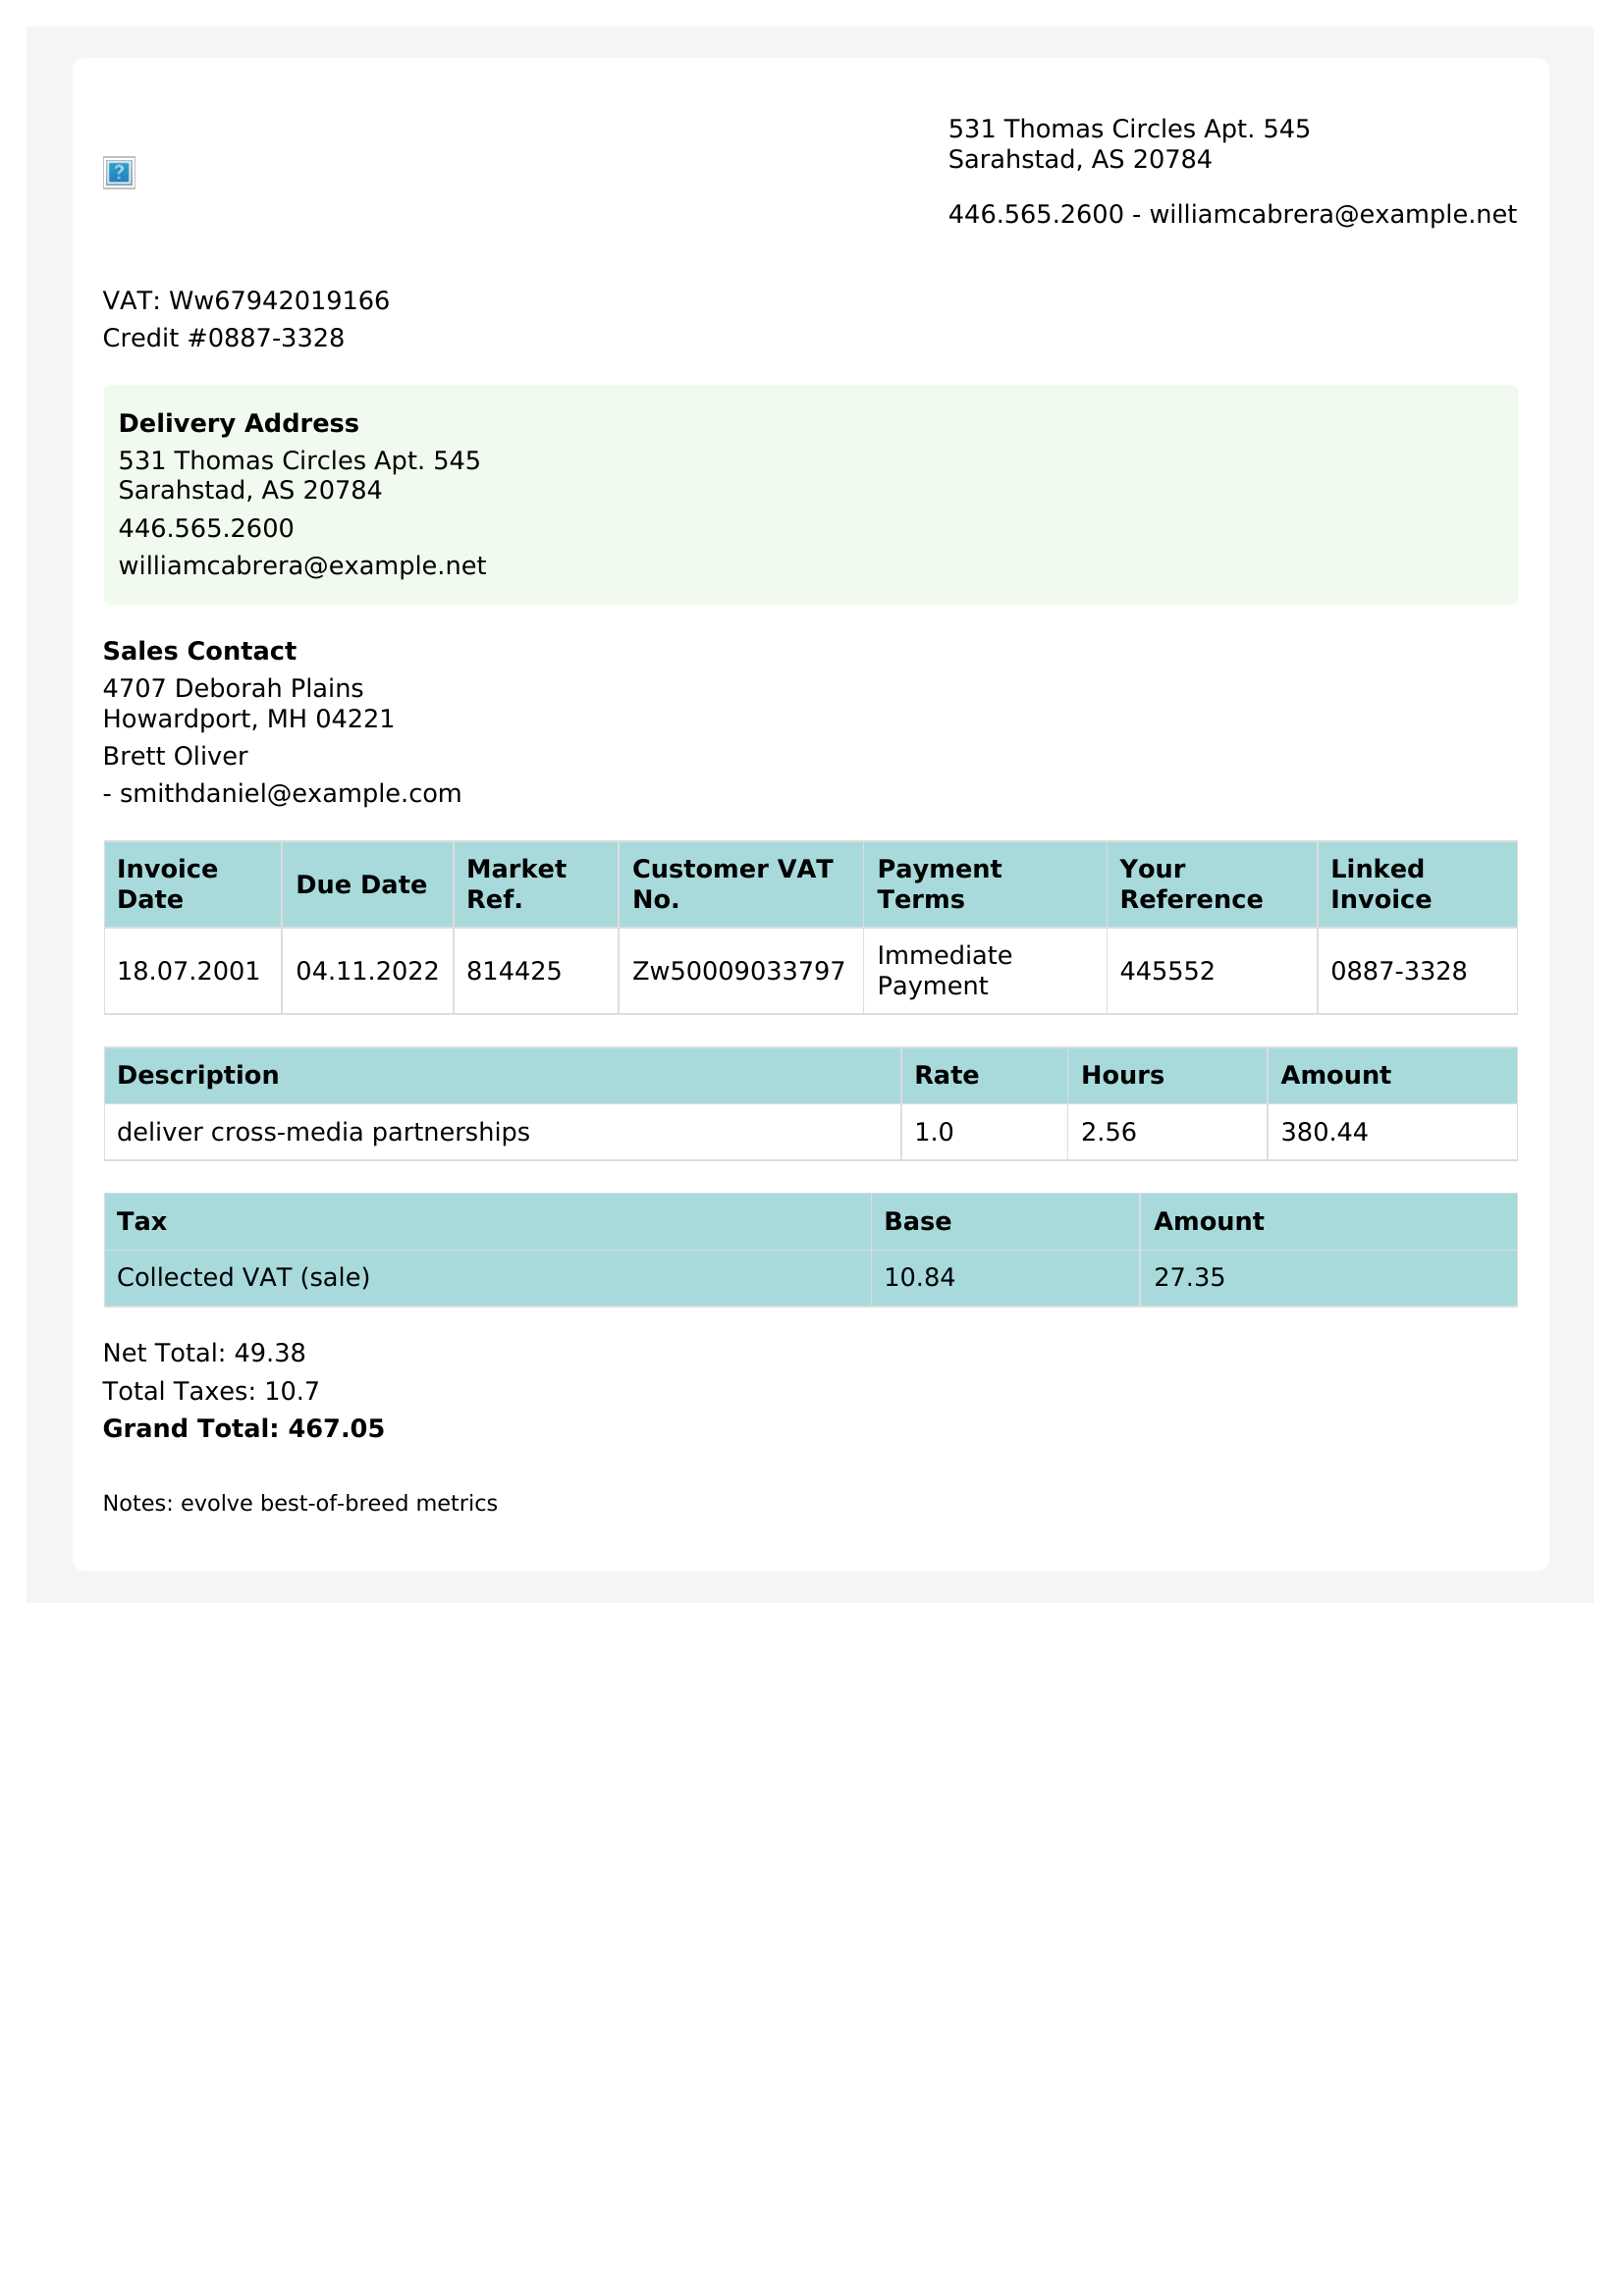 531 Thomas Circles Apt. 545
Sarahstad, AS 20784
446.565.2600 - williamcabrera@example.net
VAT: Ww67942019166
Credit #0887-3328
Delivery Address
531 Thomas Circles Apt. 545
Sarahstad, AS 20784
446.565.2600
williamcabrera@example.net
Sales Contact
4707 Deborah Plains
Howardport, MH 04221
Brett Oliver
- smithdaniel@example.com
Invoice Date Due Date Market Ref. Customer VAT No. Payment Terms Your Reference Linked Invoice
18.07.2001 04.11.2022 814425 Zw50009033797 Immediate Payment 445552 0887-3328
Description Rate Hours Amount
deliver cross-media partnerships 1.0 2.56 380.44
Tax Base Amount
Collected VAT (sale) 10.84 27.35
Net Total: 49.38
Total Taxes: 10.7
Grand Total: 467.05
Notes: evolve best-of-breed metrics